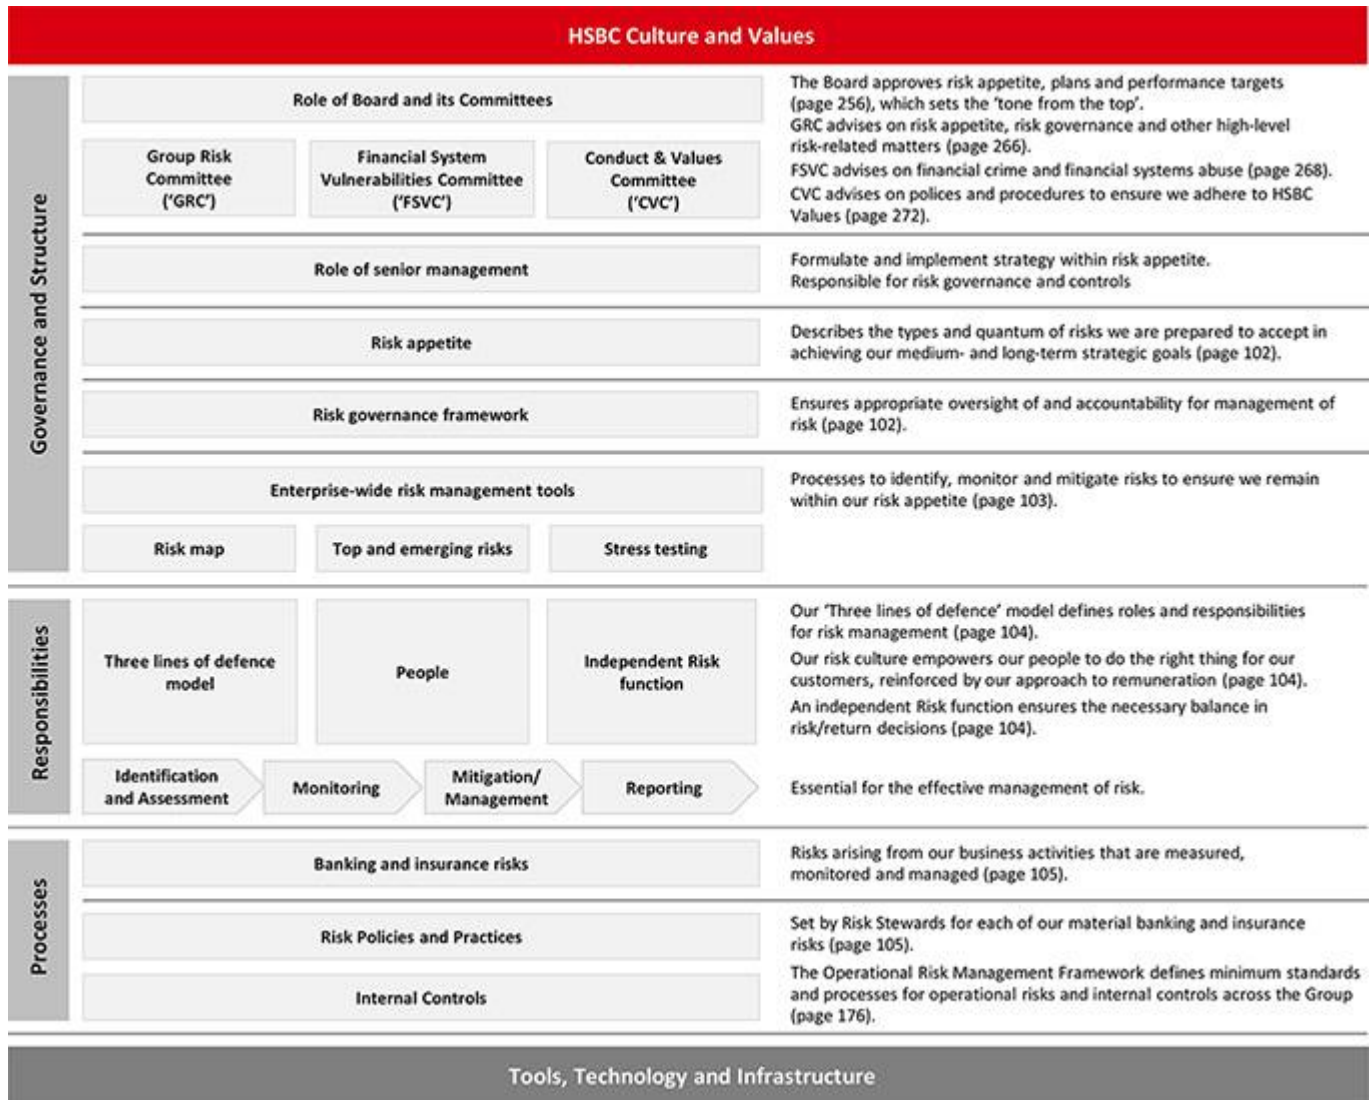 HSBC Culture and Values
Governance and Structure
Role of Board and its Committees
Group Risk
Committee
('GRC')
Financial System
Vulnerabilities Committee
('FSVC')
Conduct & Values
Committee
('CVC')
The Board approves risk appetite, plans and performance targets
(page 256), which sets the 'tone from the top'.
GRC advises on risk appetite, risk governance and other high-level
risk-related matters (page 266).
FSVC advises on financial crime and financial systems abuse (page 268).
CVC advises on polices and procedures to ensure we adhere to HSBC
Values (page 272).
Role of senior management
Formulate and implement strategy within risk appetite.
Responsible for risk governance and controls
Risk appetite
Describes the types and quantum of risks we are prepared to accept in
achieving our medium- and long-term strategic goals (page 102).
Risk governance framework
Ensures appropriate oversight of and accountability for management of
risk (page 102).
Enterprise-wide risk management tools
Processes to identify, monitor and mitigate risks to ensure we remain
within our risk appetite (page 103).
Risk map
Top and emerging risks
Stress testing
Responsibilities
Three lines of defence
model
People
Independent Risk
function
Our 'Three lines of defence' model defines roles and responsibilities
for risk management (page 104).
Our risk culture empowers our people to do the right thing for our
customers, reinforced by our approach to remuneration (page 104).
An independent Risk function ensures the necessary balance in
risk/return decisions (page 104).
Identification
and Assessment
Monitoring
Mitigation/
Management
Reporting
Essential for the effective management of risk.
Processes
Banking and insurance risks
Risks arising from our business activities that are measured,
monitored and managed (page 105).
Risk Policies and Practices
Set by Risk Stewards for each of our material banking and insurance
risks (page 105).
Internal Controls
The Operational Risk Management Framework defines minimum standards
and processes for operational risks and internal controls across the Group
(page 176).
Tools, Technology and Infrastructure